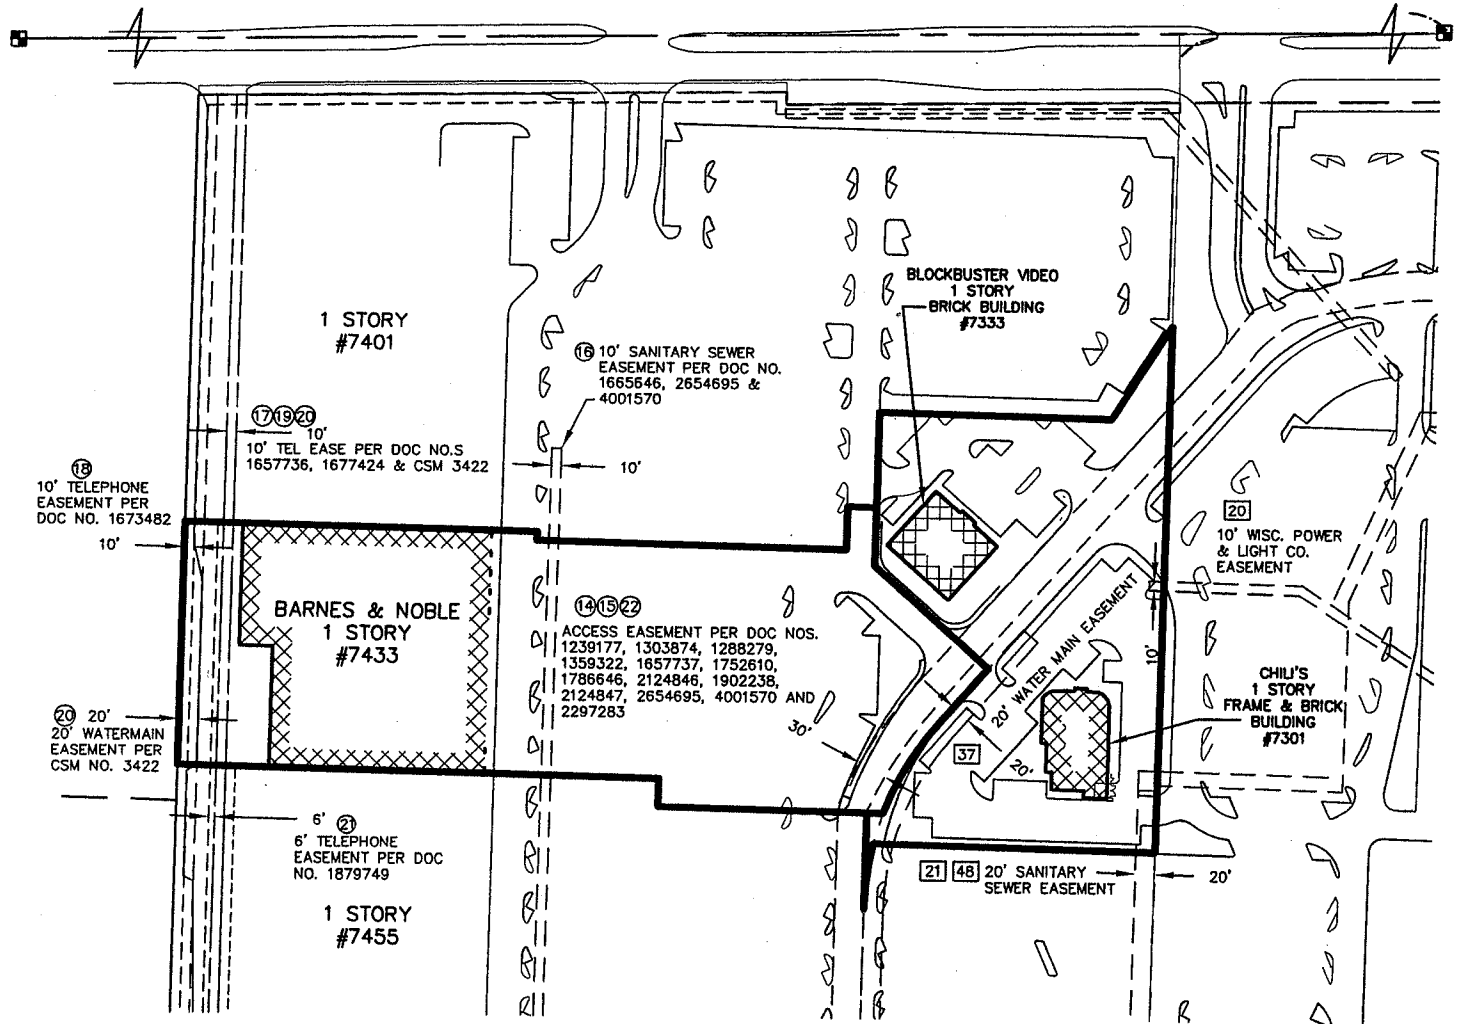 BLOCKBUSTER VIDEO
1 STORY
BRICK BUILDING
#7333
1 STORY
#7401
16 10' SANITARY SEWER
EASEMENT PER DOC NO.
1665646, 2654695 &
4001570
17 19 20
10'
10' TEL EASE PER DOC NO.S
1657736, 1677424 & CSM 3422
10'
18
10' TELEPHONE
EASEMENT PER
DOC NO. 1673482
10'
20
10' WISC. POWER
& LIGHT CO.
EASEMENT
BARNES & NOBLE
1 STORY
#7433
14 15 22
ACCESS EASEMENT PER DOC NOS.
1239177, 1303874, 1288279,
1359322, 1657737, 1752610,
1786646, 2124846, 1902238,
2124847, 2654695, 4001570 AND
2297283
30'
20' WATER MAIN EASEMENT
10'
CHILI'S
1 STORY
FRAME & BRICK
BUILDING
#7301
20 20'
20' WATERMAIN
EASEMENT PER
CSM NO. 3422
37
20'
6' 21
6' TELEPHONE
EASEMENT PER DOC
NO. 1879749
21 48 20' SANITARY
SEWER EASEMENT
20'
1 STORY
#7455